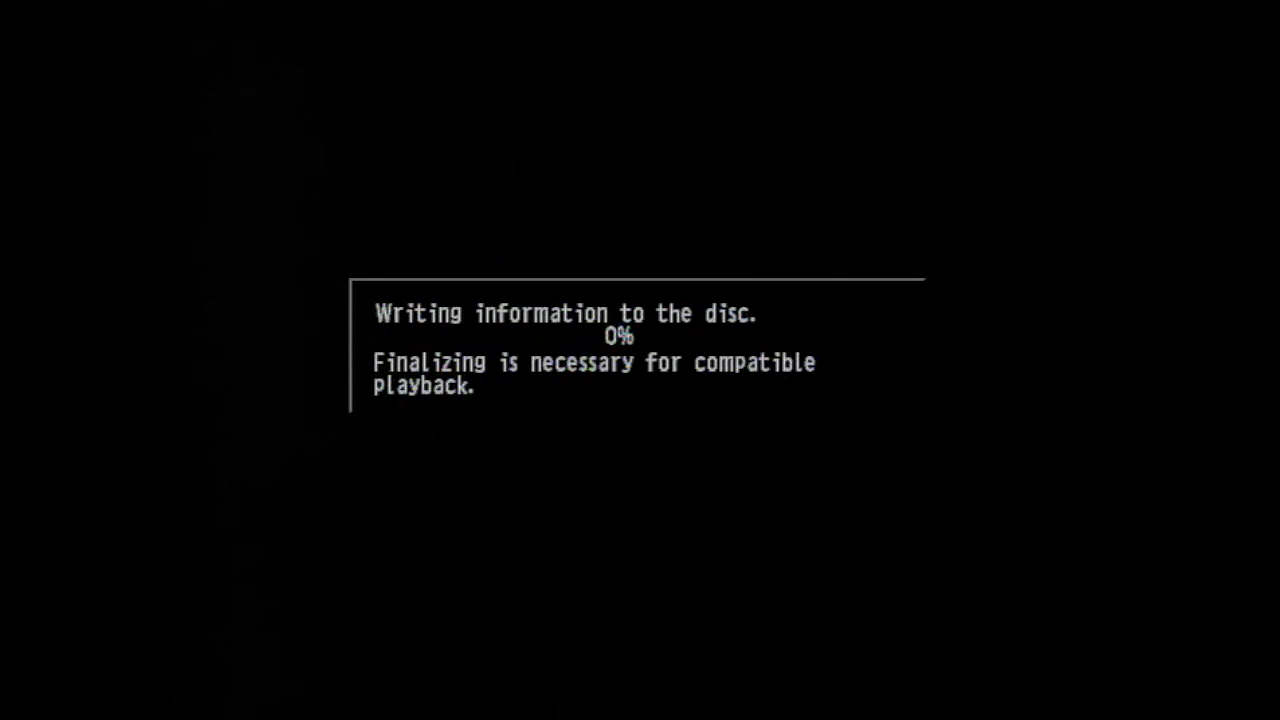 Writing information to the disc.
0%
Finalizing is necessary for compatible
playback.